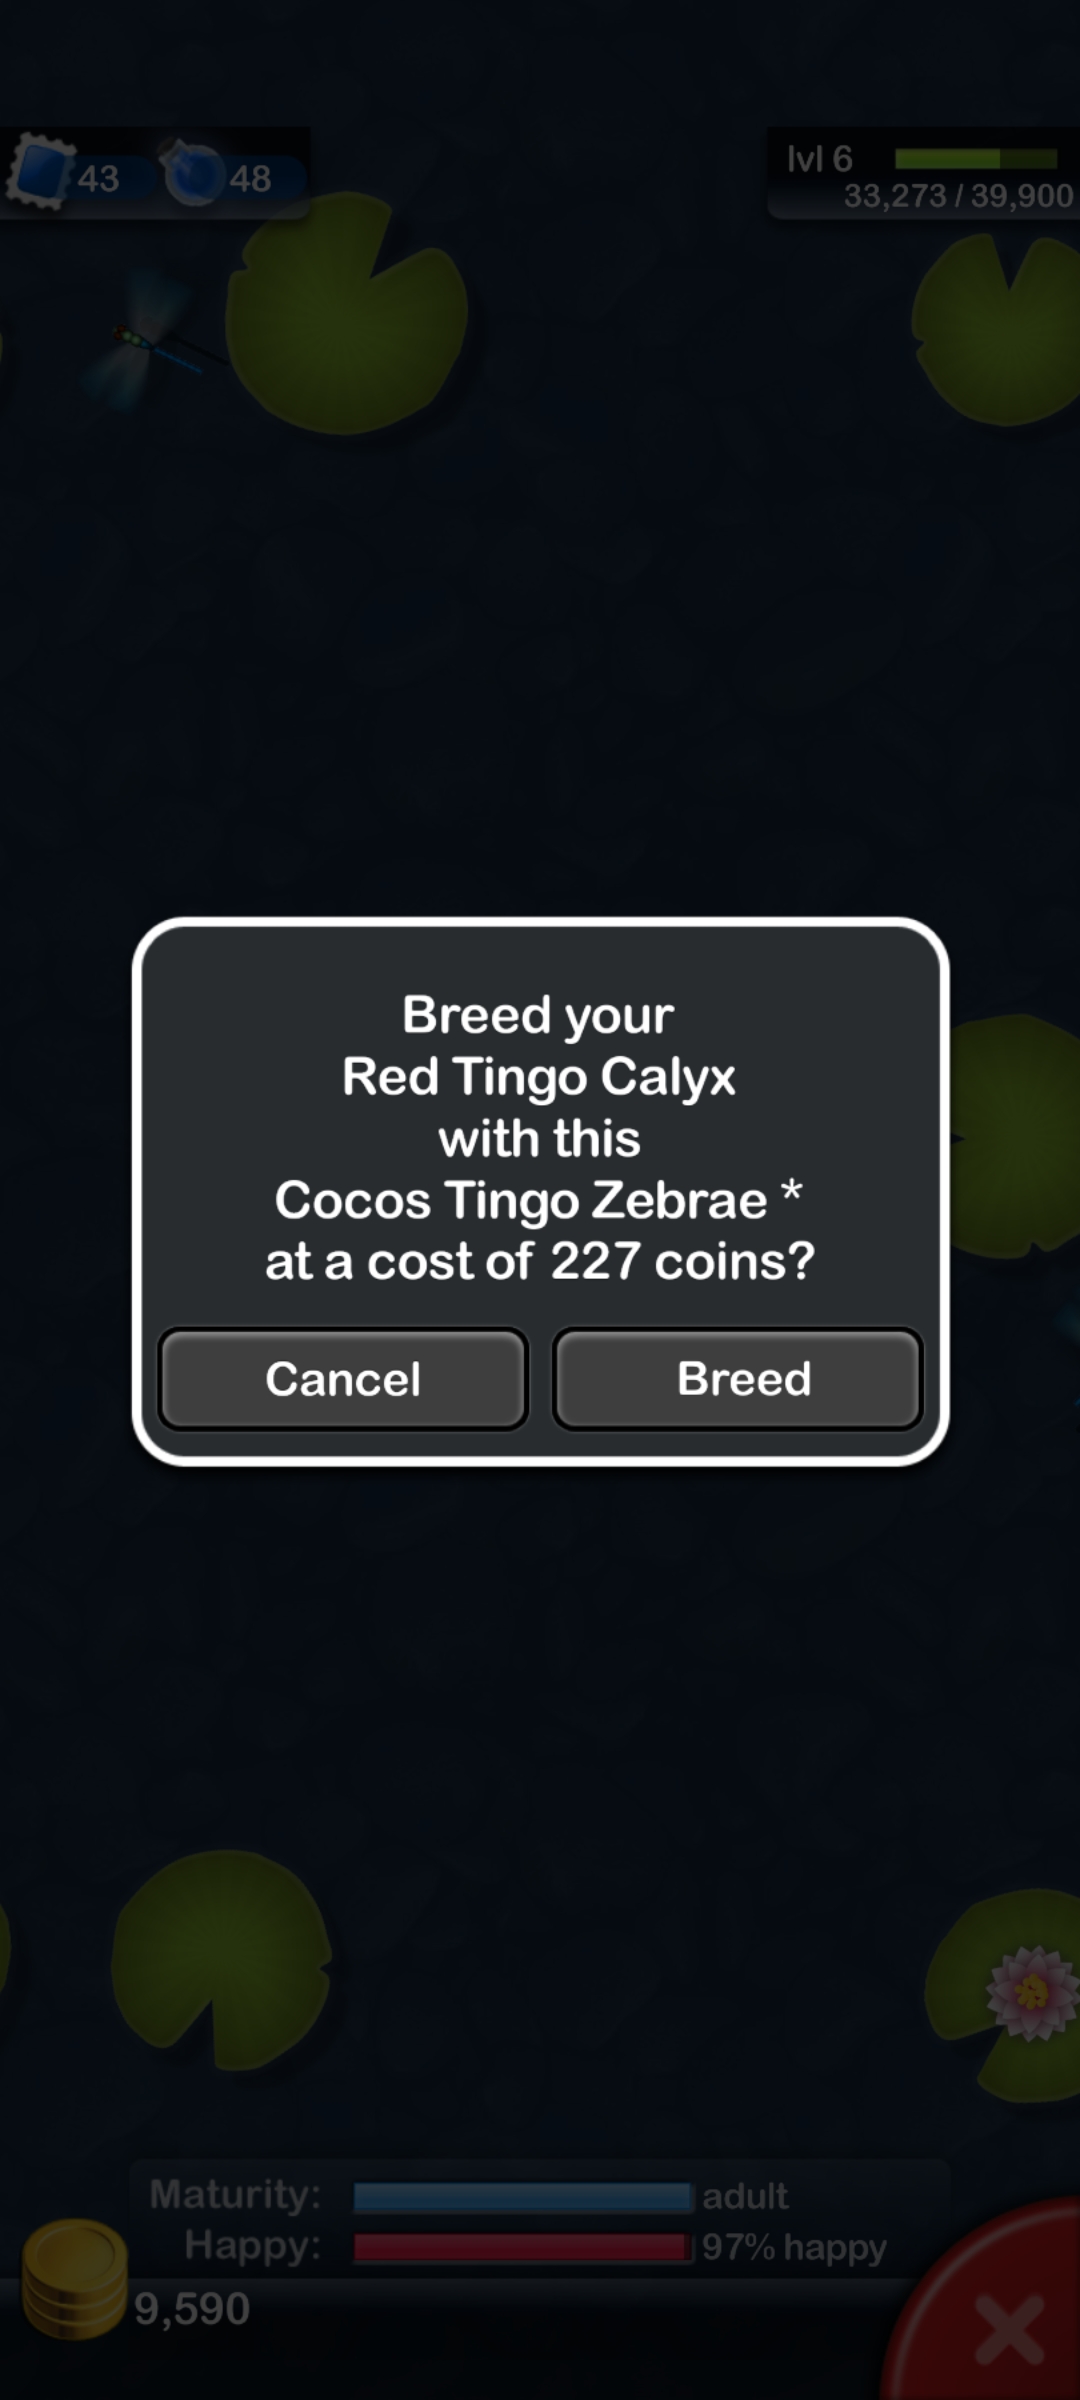 43
48
lvl 6
33,273 / 39,900
Breed your
Red Tingo Calyx
with this
Cocos Tingo Zebrae *
at a cost of 227 coins?
Cancel
Breed
Maturity: adult
Happy: 97% happy
9,590